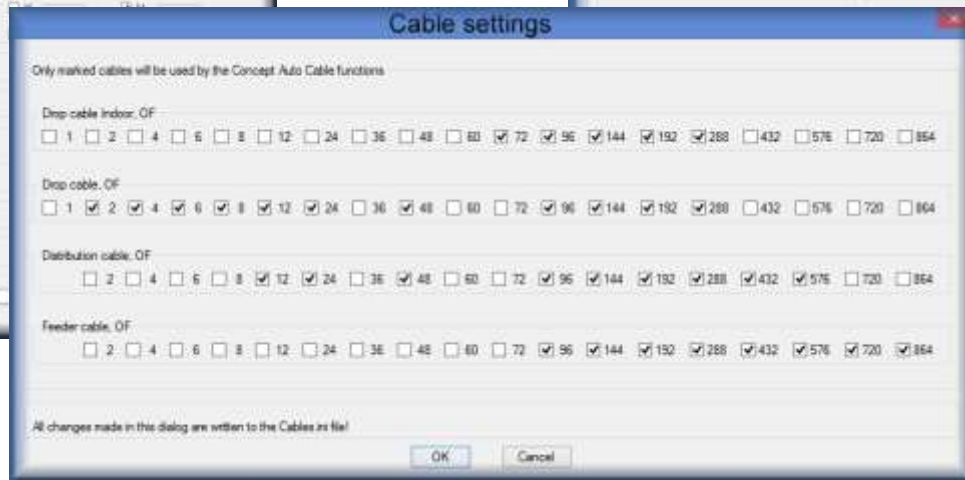 Cable settings
Only marked cables will be used by the Concept Auto Cable functions
Drop cable Indoor, OF
1 2 4 6 8 12 24 36 48 60 72 96 144 192 288 432 576 720 864
Drop cable, OF
1 2 4 6 8 12 24 36 48 60 72 96 144 192 288 432 576 720 864
Distribution cable, OF
2 4 6 8 12 24 36 48 60 72 96 144 192 288 432 576 720 864
Feeder cable, OF
2 4 6 8 12 24 36 48 60 72 96 144 192 288 432 576 720 864
All changes made in this dialog are written to the Cables ini file!
OK Cancel